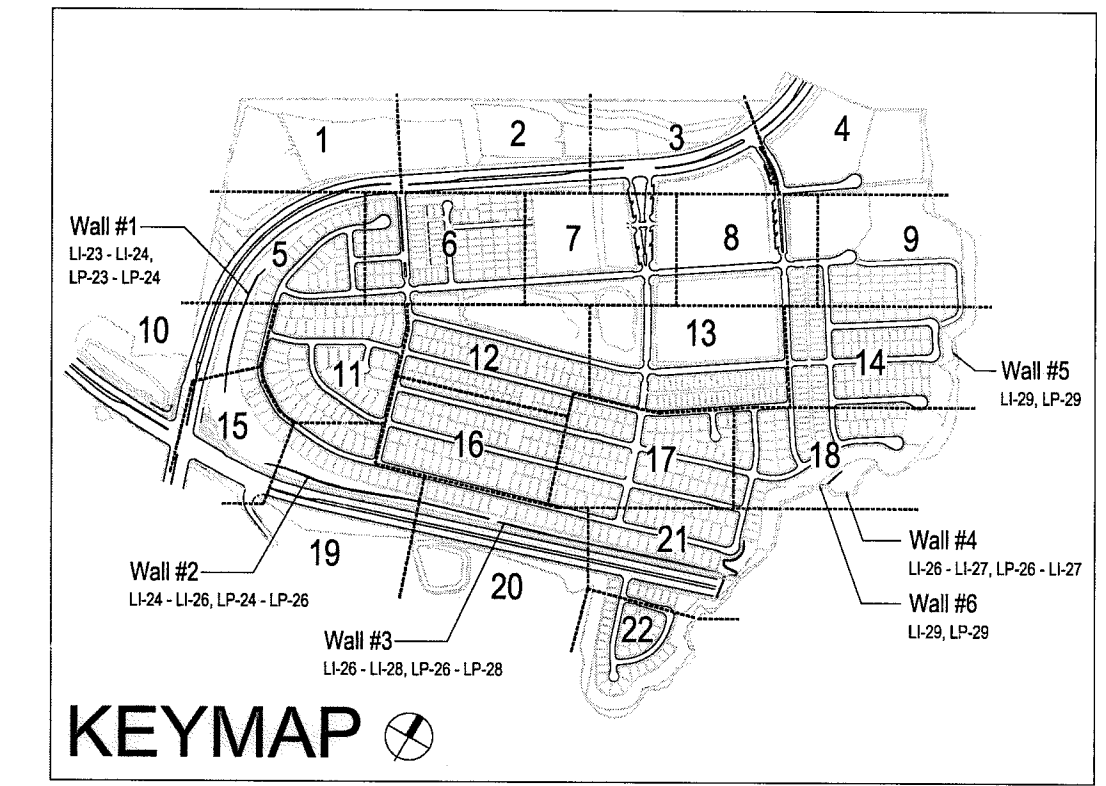 1
2
3
4
Wall #1
LI-23 - LI-24,
LP-23 - LP-24
5
6
7
8
9
10
11
12
13
14
Wall #5
LI-29, LP-29
15
16
17
18
Wall #2
LI-24 - LI-26, LP-24 - LP-26
19
20
21
Wall #4
LI-26 - LI-27, LP-26 - LI-27
Wall #6
LI-29, LP-29
Wall #3
LI-26 - LI-28, LP-26 - LP-28
22
KEYMAP